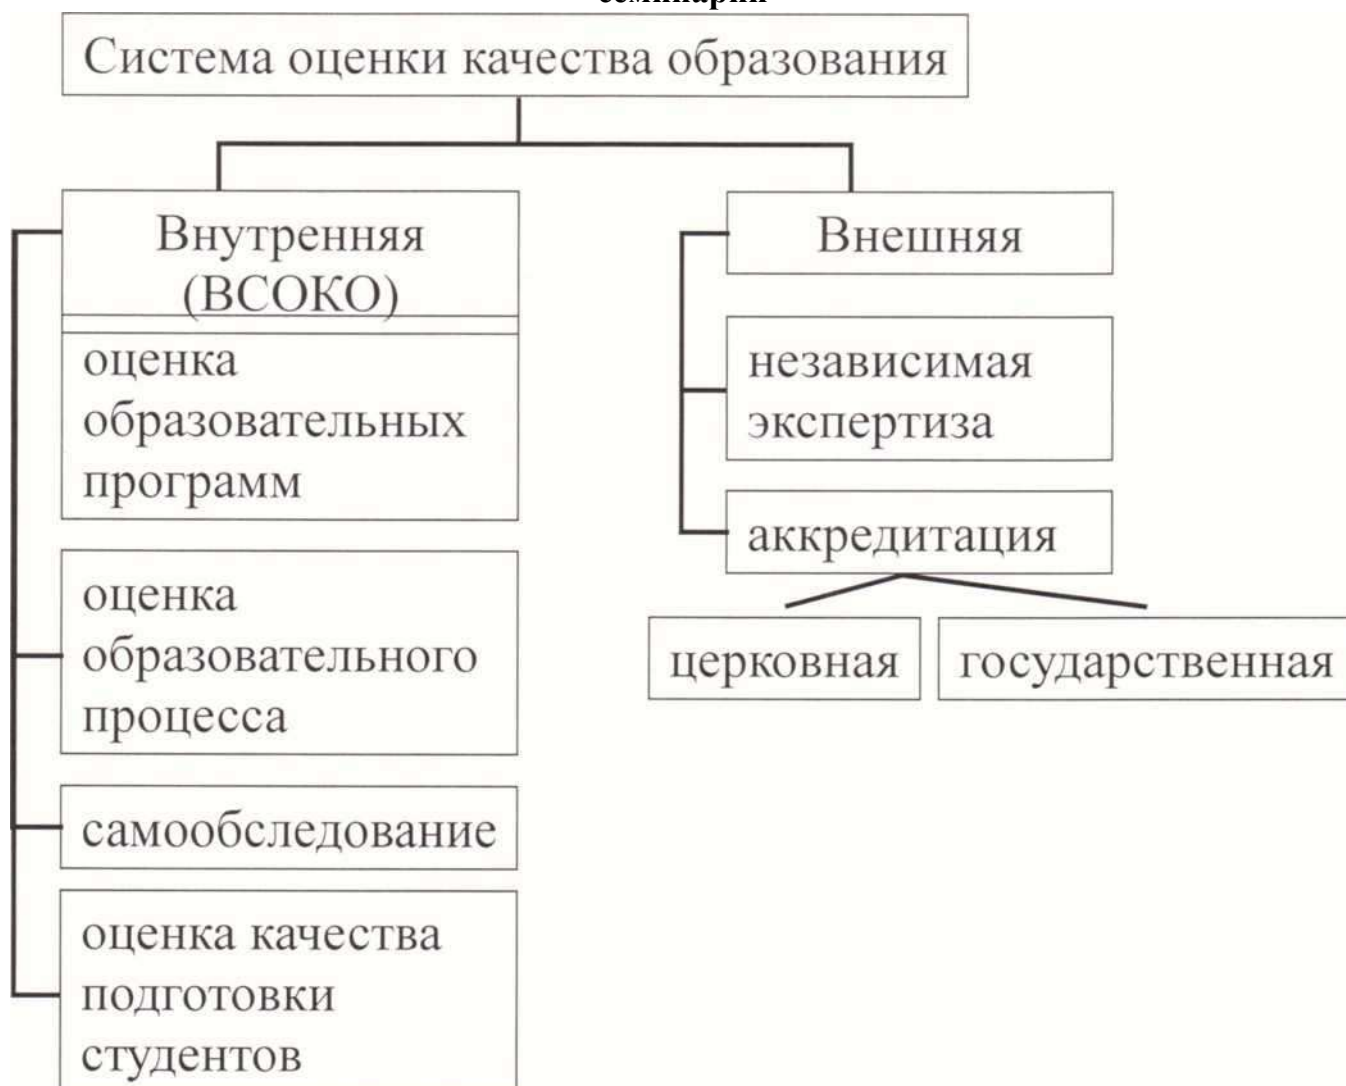 Система оценки качества образования
Внутренняя
(ВСОКО)
оценка
образовательных
программ
оценка
образовательного
процесса
самообследование
оценка качества
подготовки
студентов
Внешняя
независимая
экспертиза
аккредитация
церковная
государственная